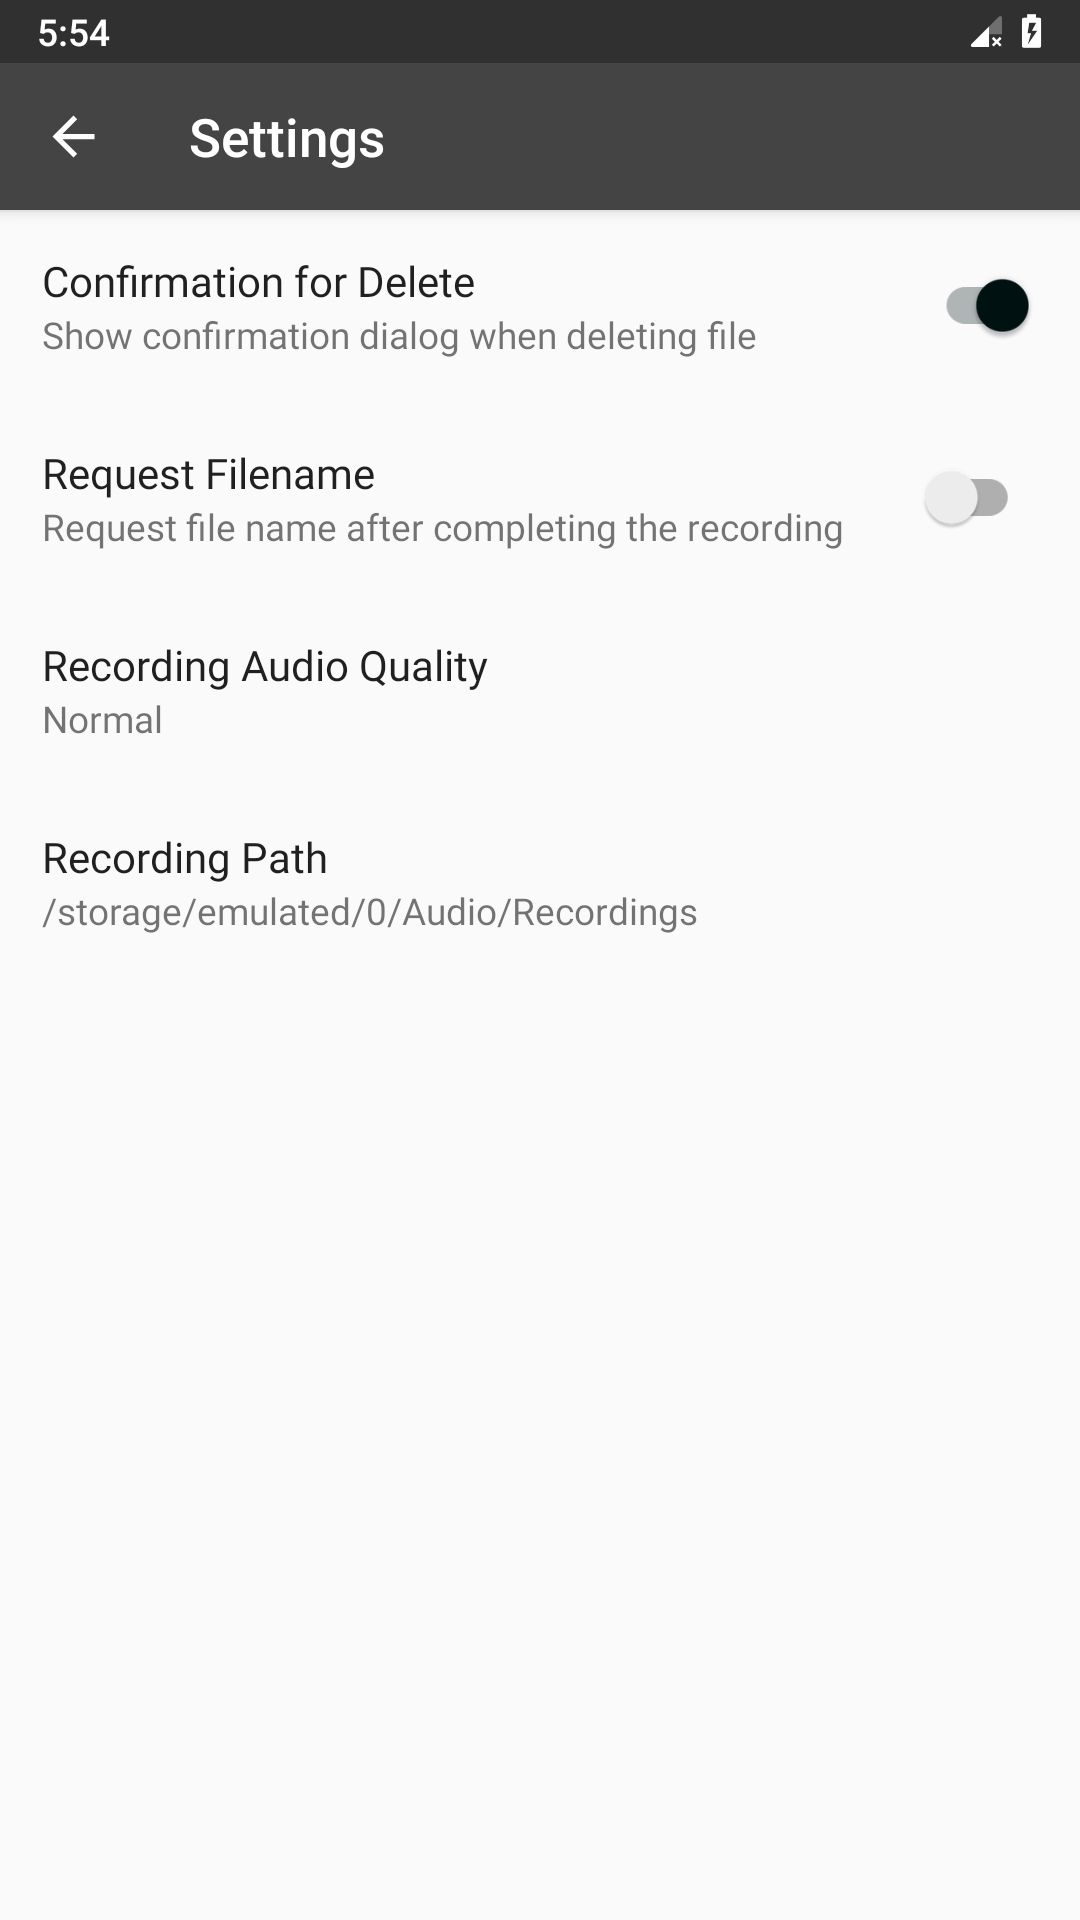 5:54
Settings
Confirmation for Delete
Show confirmation dialog when deleting file
Request Filename
Request file name after completing the recording
Recording Audio Quality
Normal
Recording Path
/storage/emulated/0/Audio/Recordings